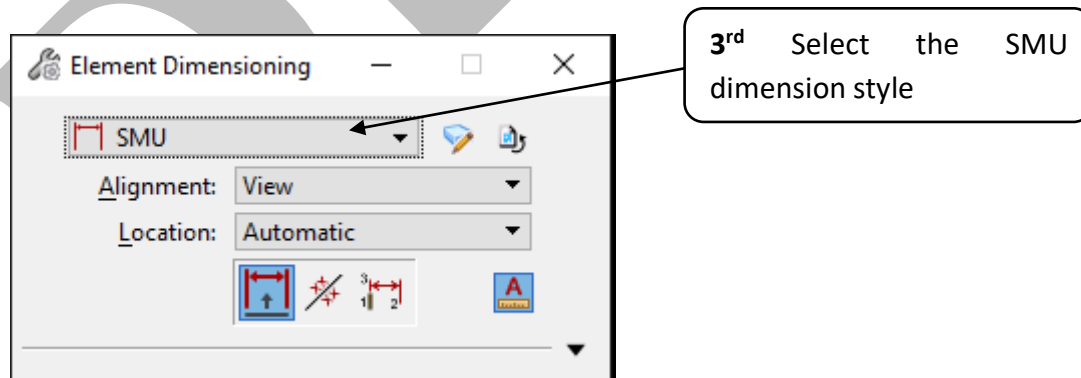 Element Dimensioning
SMU
Alignment: View
Location: Automatic
3rd Select the SMU
dimension style